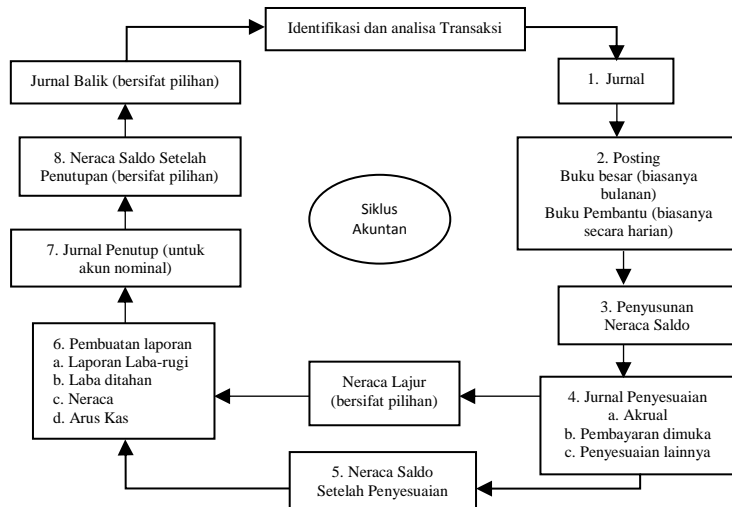 Identifikasi dan analisa Transaksi
1. Jurnal
2. Posting
Buku besar (biasanya
bulanan)
Buku Pembantu (biasanya
secara harian)
3. Penyusunan
Neraca Saldo
4. Jurnal Penyesuaian
a. Akrual
b. Pembayaran dimuka
c. Penyesuaian lainnya
Neraca Lajur
(bersifat pilihan)
5. Neraca Saldo
Setelah Penyesuaian
6. Pembuatan laporan
a. Laporan Laba-rugi
b. Laba ditahan
c. Neraca
d. Arus Kas
7. Jurnal Penutup (untuk
akun nominal)
8. Neraca Saldo Setelah
Penutupan (bersifat pilihan)
Jurnal Balik (bersifat pilihan)
Siklus
Akuntan